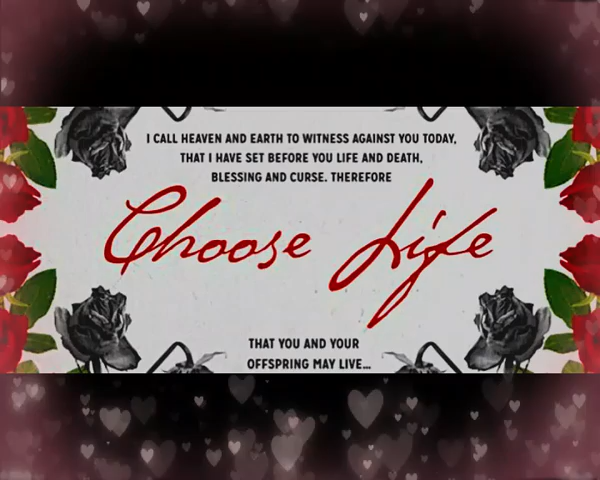 I CALL HEAVEN AND EARTH TO WITNESS AGAINST YOU TODAY,
THAT I HAVE SET BEFORE YOU LIFE AND DEATH,
BLESSING AND CURSE. THEREFORE
Choose Life
THAT YOU AND YOUR
OFFSPRING MAY LIVE...